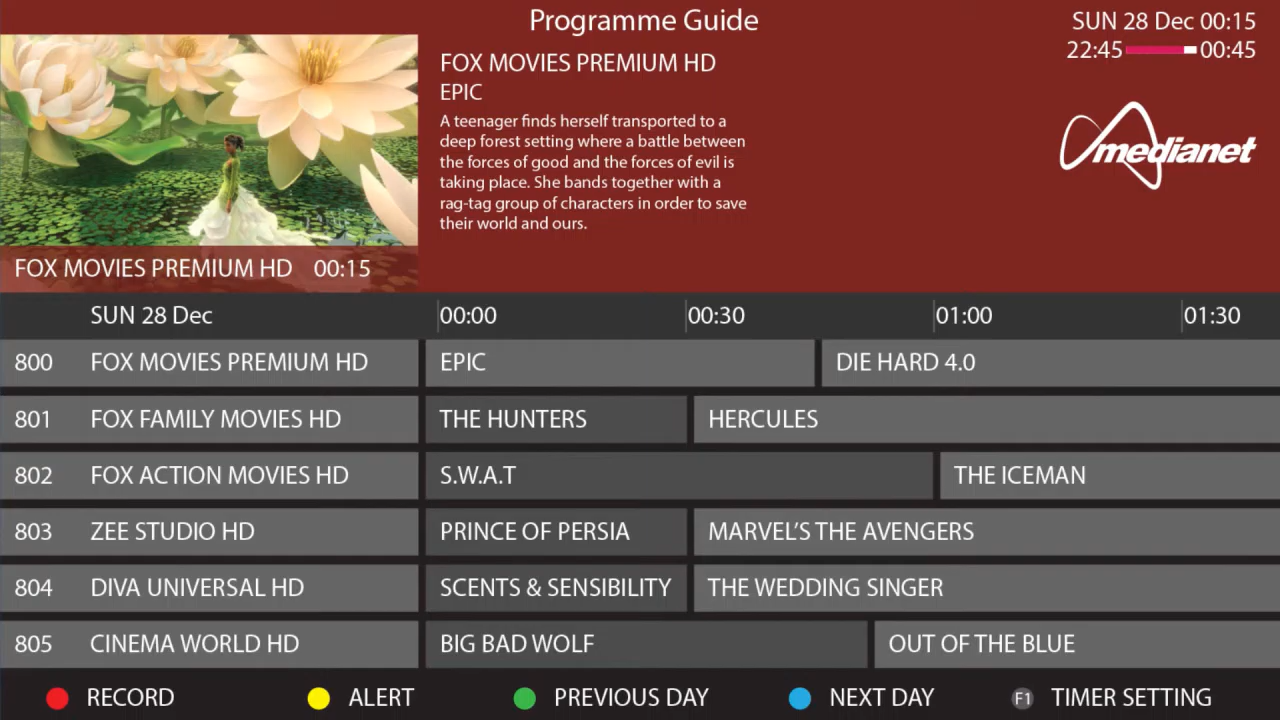 Programme Guide
SUN 28 Dec 00:15
22:45 00:45
FOX MOVIES PREMIUM HD
EPIC
A teenager finds herself transported to a
deep forest setting where a battle between
the forces of good and the forces of evil is
taking place. She bands together with a
rag-tag group of characters in order to save
their world and ours.
medianet
FOX MOVIES PREMIUM HD 00:15
SUN 28 Dec 00:00 00:30 01:00 01:30
800 FOX MOVIES PREMIUM HD EPIC DIE HARD 4.0
801 FOX FAMILY MOVIES HD THE HUNTERS HERCULES
802 FOX ACTION MOVIES HD S.W.A.T THE ICEMAN
803 ZEE STUDIO HD PRINCE OF PERSIA MARVEL'S THE AVENGERS
804 DIVA UNIVERSAL HD SCENTS & SENSIBILITY THE WEDDING SINGER
805 CINEMA WORLD HD BIG BAD WOLF OUT OF THE BLUE
RECORD ALERT PREVIOUS DAY NEXT DAY F1 TIMER SETTING